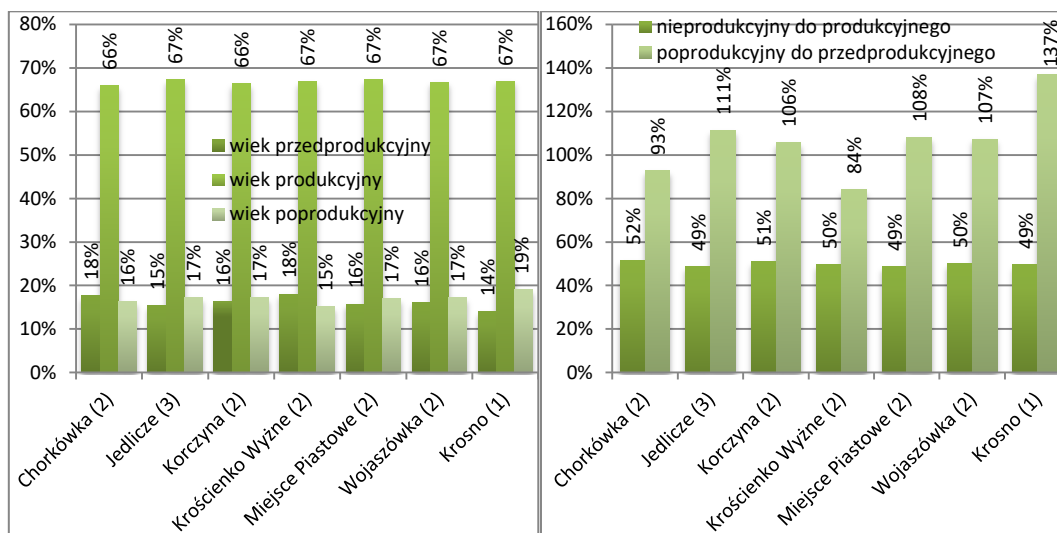 80%
70%
60%
50%
40%
30%
20%
10%
0%
66%
67%
66%
67%
67%
67%
67%
wiek przedprodukcyjny
wiek produkcyjny
wiek poprodukcyjny
18%
16%
15%
17%
16%
17%
18%
15%
16%
17%
16%
17%
14%
19%
Chorkówka (2)
Jedlicze (3)
Korczyna (2)
Krościenko Wyżne (2)
Miejsce Piastowe (2)
Wojaszówka (2)
Krosno (1)
160%
140%
120%
100%
80%
60%
40%
20%
0%
nieprodukcyjny do produkcyjnego
poprodukcyjny do przedprodukcyjnego
52%
93%
49%
111%
51%
106%
50%
84%
49%
108%
50%
107%
49%
137%
Chorkówka (2)
Jedlicze (3)
Korczyna (2)
Krościenko Wyżne (2)
Miejsce Piastowe (2)
Wojaszówka (2)
Krosno (1)